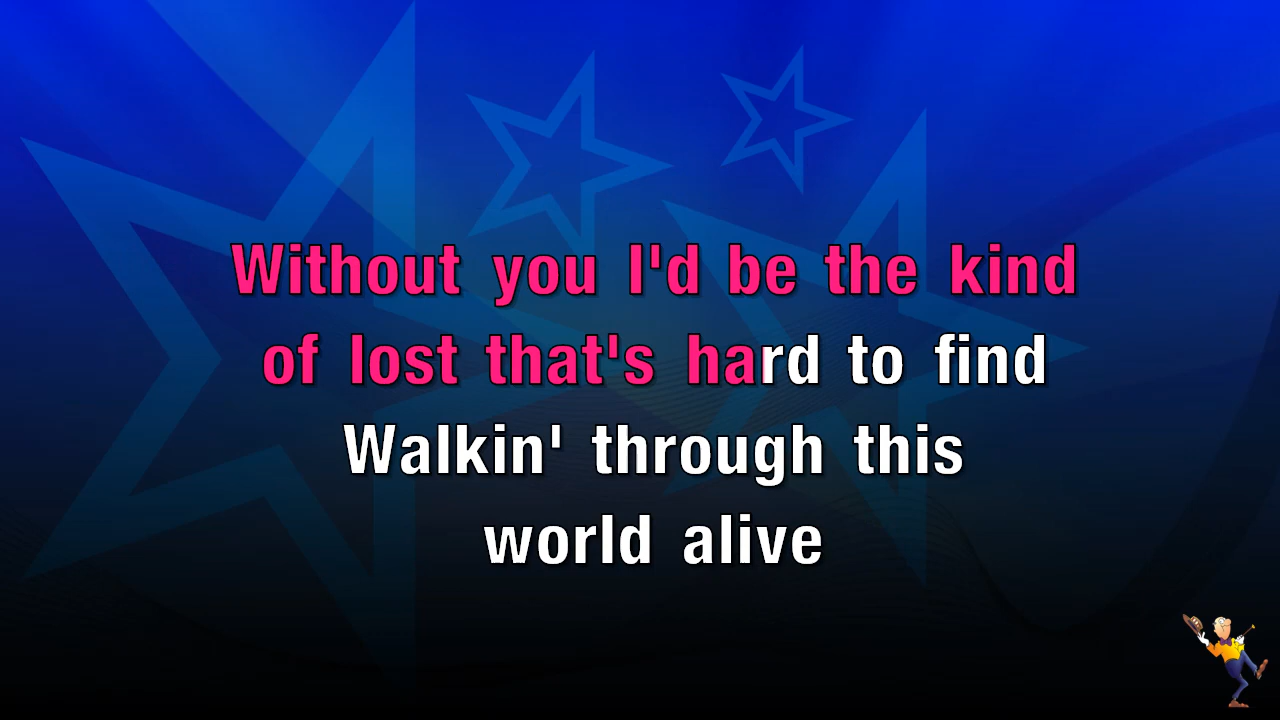 Without you I'd be the kind
of lost that's hard to find
Walkin' through this
world alive